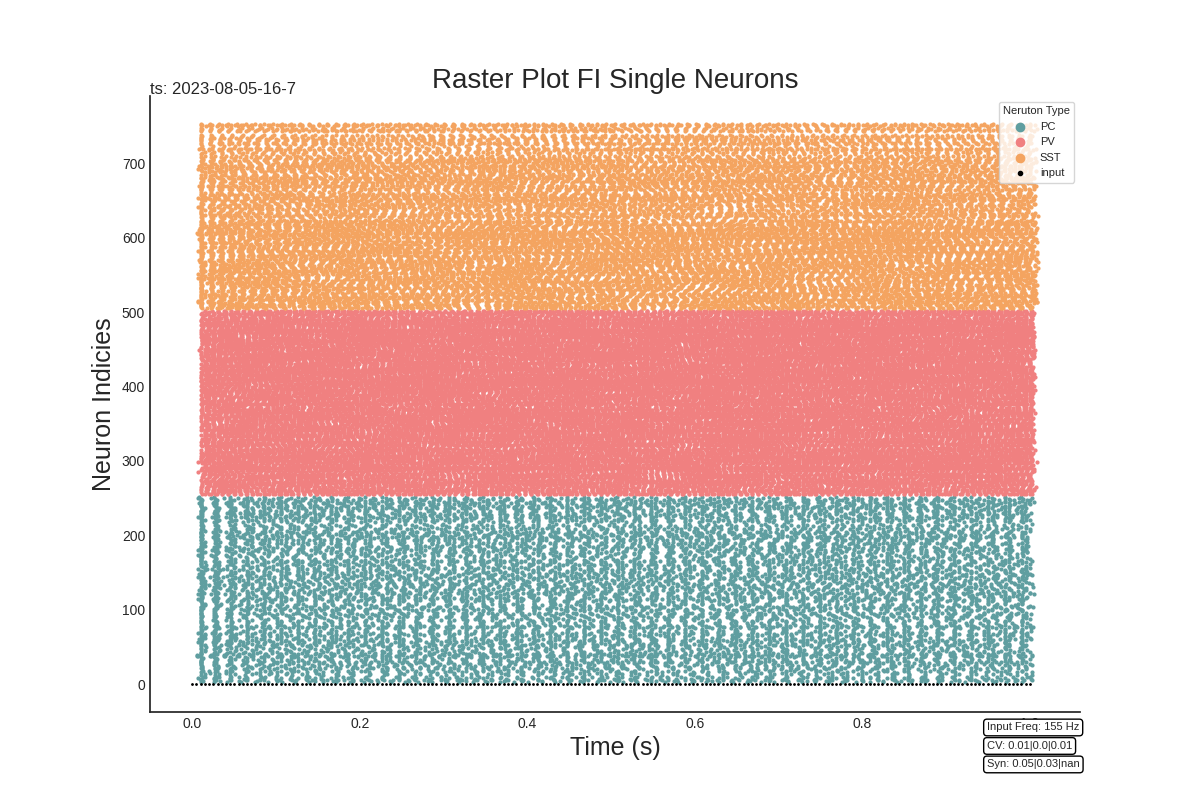 Raster Plot FI Single Neurons
ts: 2023-08-05-16-7
Neruton Type
PC
PV
SST
input
700
600
500
400
300
200
100
0
Neuron Indicies
0.0 0.2 0.4 0.6 0.8
Time (s)
Input Freq: 155 Hz
CV: 0.01|0.0|0.01
Syn: 0.05|0.03|nan